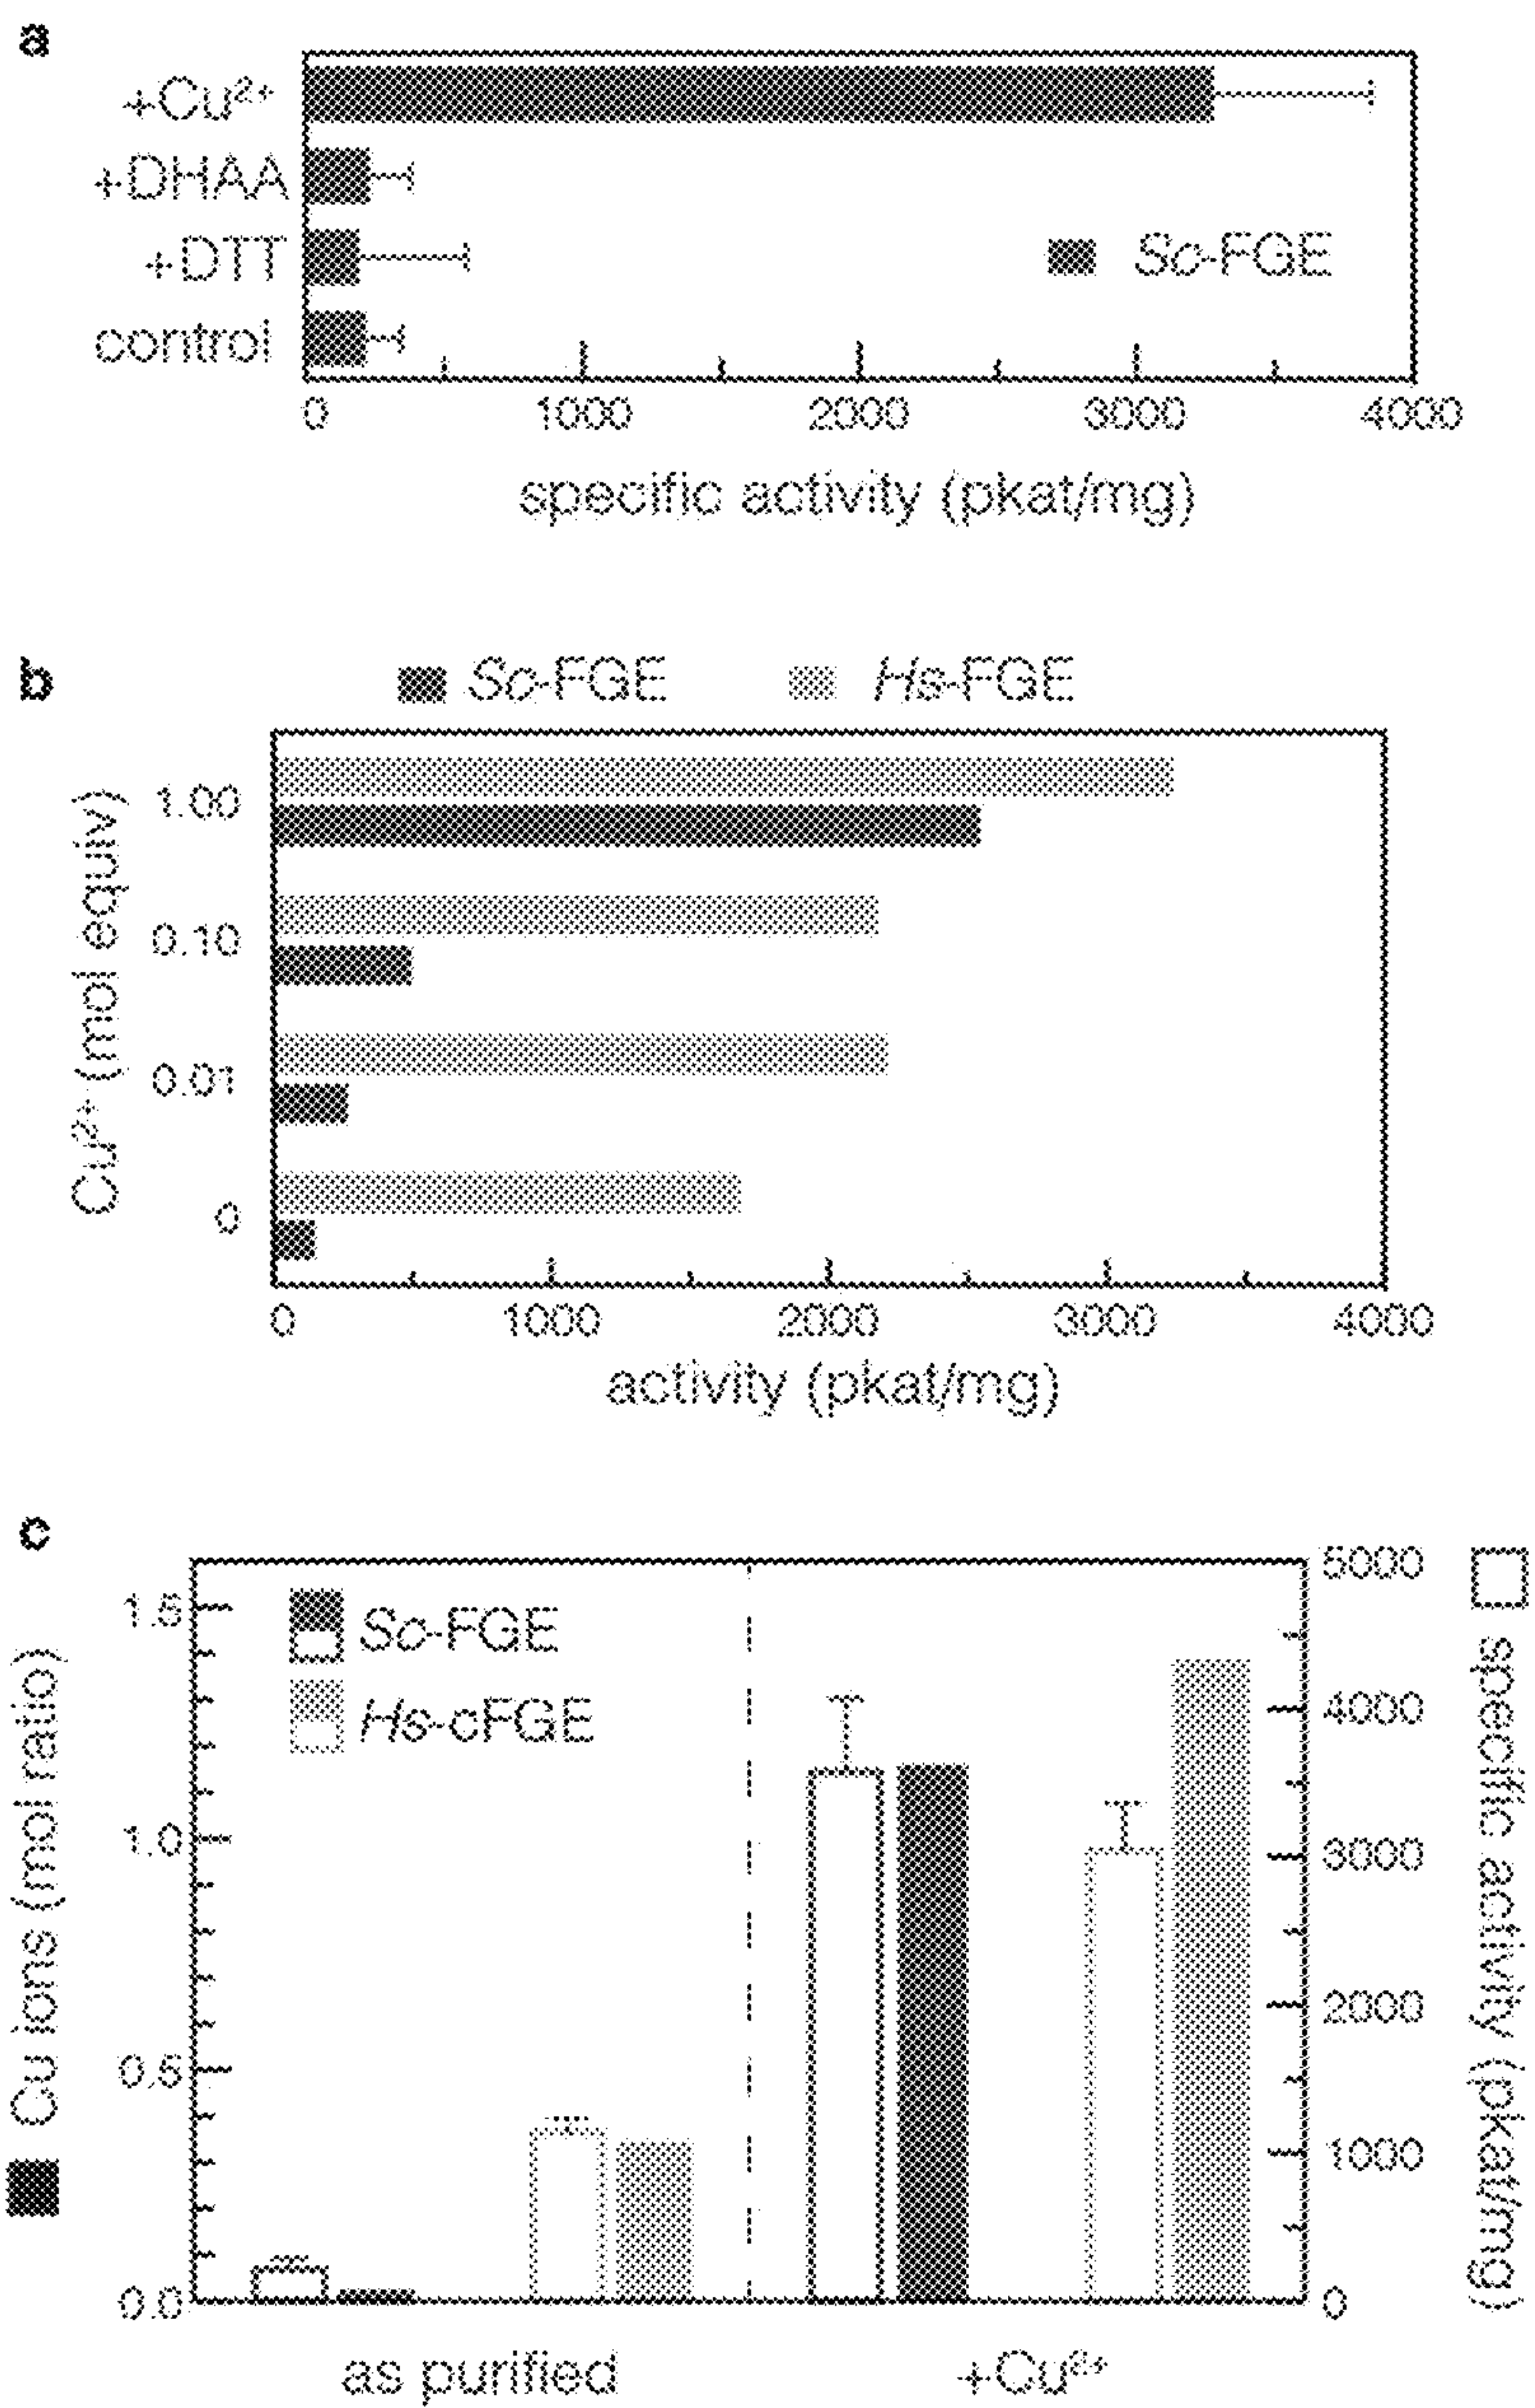 a
+Cu²⁺
+DHAA
+DTT
Sc-FGE
control
0 1000 2000 3000 4000
specific activity (pkat/mg)
b
Sc-FGE Hs-FGE
Cu²⁺ (mol equiv)
1.00
0.10
0.01
0
0 1000 2000 3000 4000
activity (pkat/mg)
c
Cu ions (mol ratio)
1.5
1.0
0.5
0.0
Sc-FGE
Hs-cFGE
5000
4000
3000
2000
1000
0
specific activity (pkat/mg)
as purified +Cu²⁺